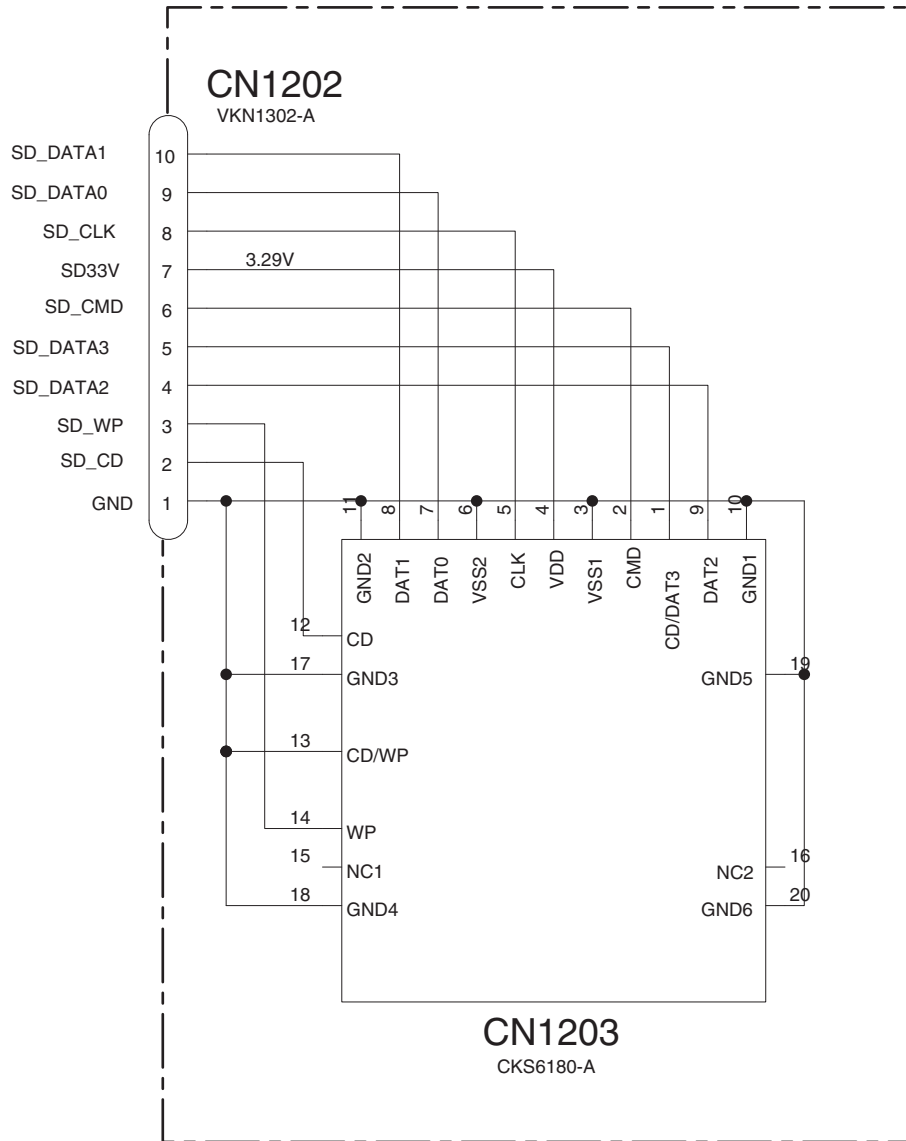 CN1202
VKN1302-A
SD_DATA1 10
SD_DATA0 9
SD_CLK 8
SD33V 7 3.29V
SD_CMD 6
SD_DATA3 5
SD_DATA2 4
SD_WP 3
SD_CD 2
GND 1
11 8 7 6 5 4 3 2 1 9 10
GND2 DAT1 DAT0 VSS2 CLK VDD VSS1 CMD CD/DAT3 DAT2 GND1
12 CD
17 GND3 GND5 19
13 CD/WP
14 WP
15 NC1 NC2 16
18 GND4 GND6 20
CN1203
CKS6180-A